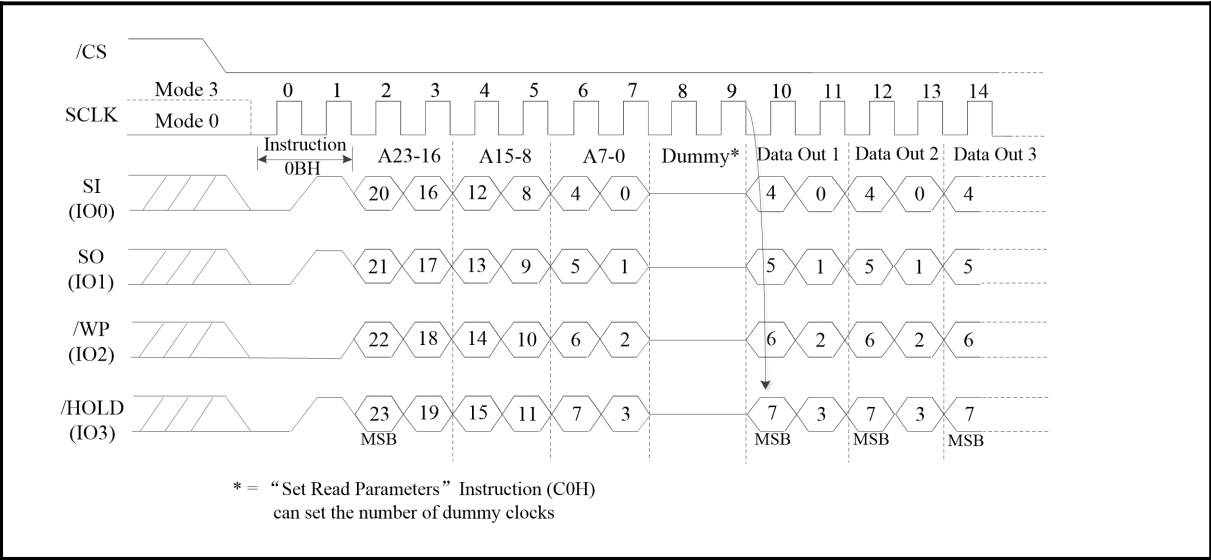 /CS
Mode 3 0 1 2 3 4 5 6 7 8 9 10 11 12 13 14
SCLK
Mode 0
Instruction
0BH
A23-16 A15-8 A7-0 Dummy* Data Out 1 Data Out 2 Data Out 3
SI
(IO0)
20 16 12 8 4 0 4 0 4 0 4
SO
(IO1)
21 17 13 9 5 1 5 1 5 1 5
/WP
(IO2)
22 18 14 10 6 2 6 2 6 2 6
/HOLD
(IO3)
23 19 15 11 7 3 7 3 7 3 7
MSB MSB MSB MSB
* = “Set Read Parameters” Instruction (C0H)
can set the number of dummy clocks